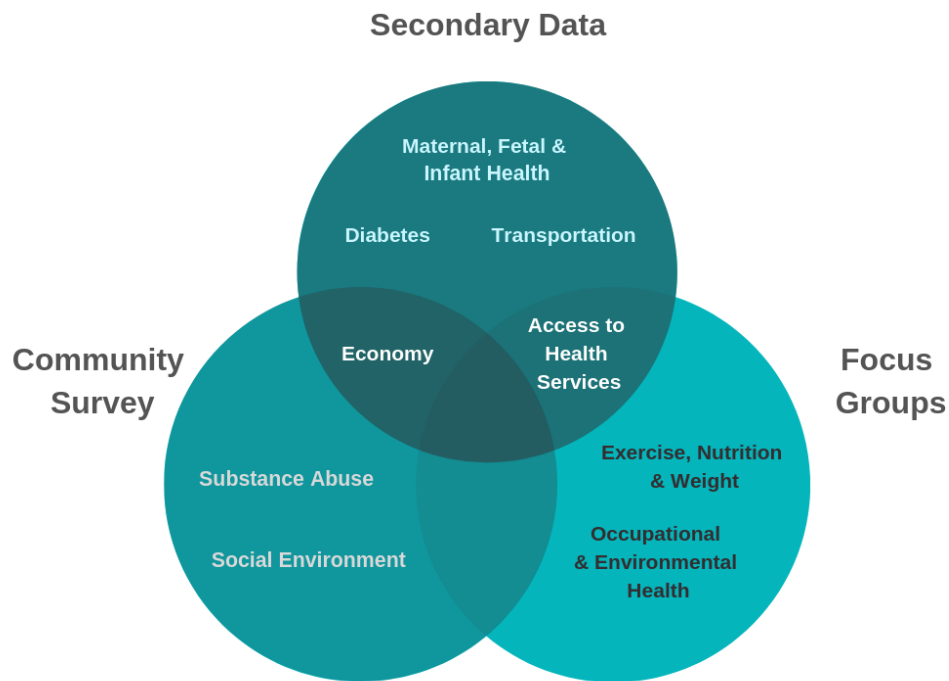 Secondary Data
Maternal, Fetal &
Infant Health
Diabetes
Transportation
Community
Survey
Economy
Access to
Health
Services
Focus
Groups
Substance Abuse
Social Environment
Exercise, Nutrition
& Weight
Occupational
& Environmental
Health